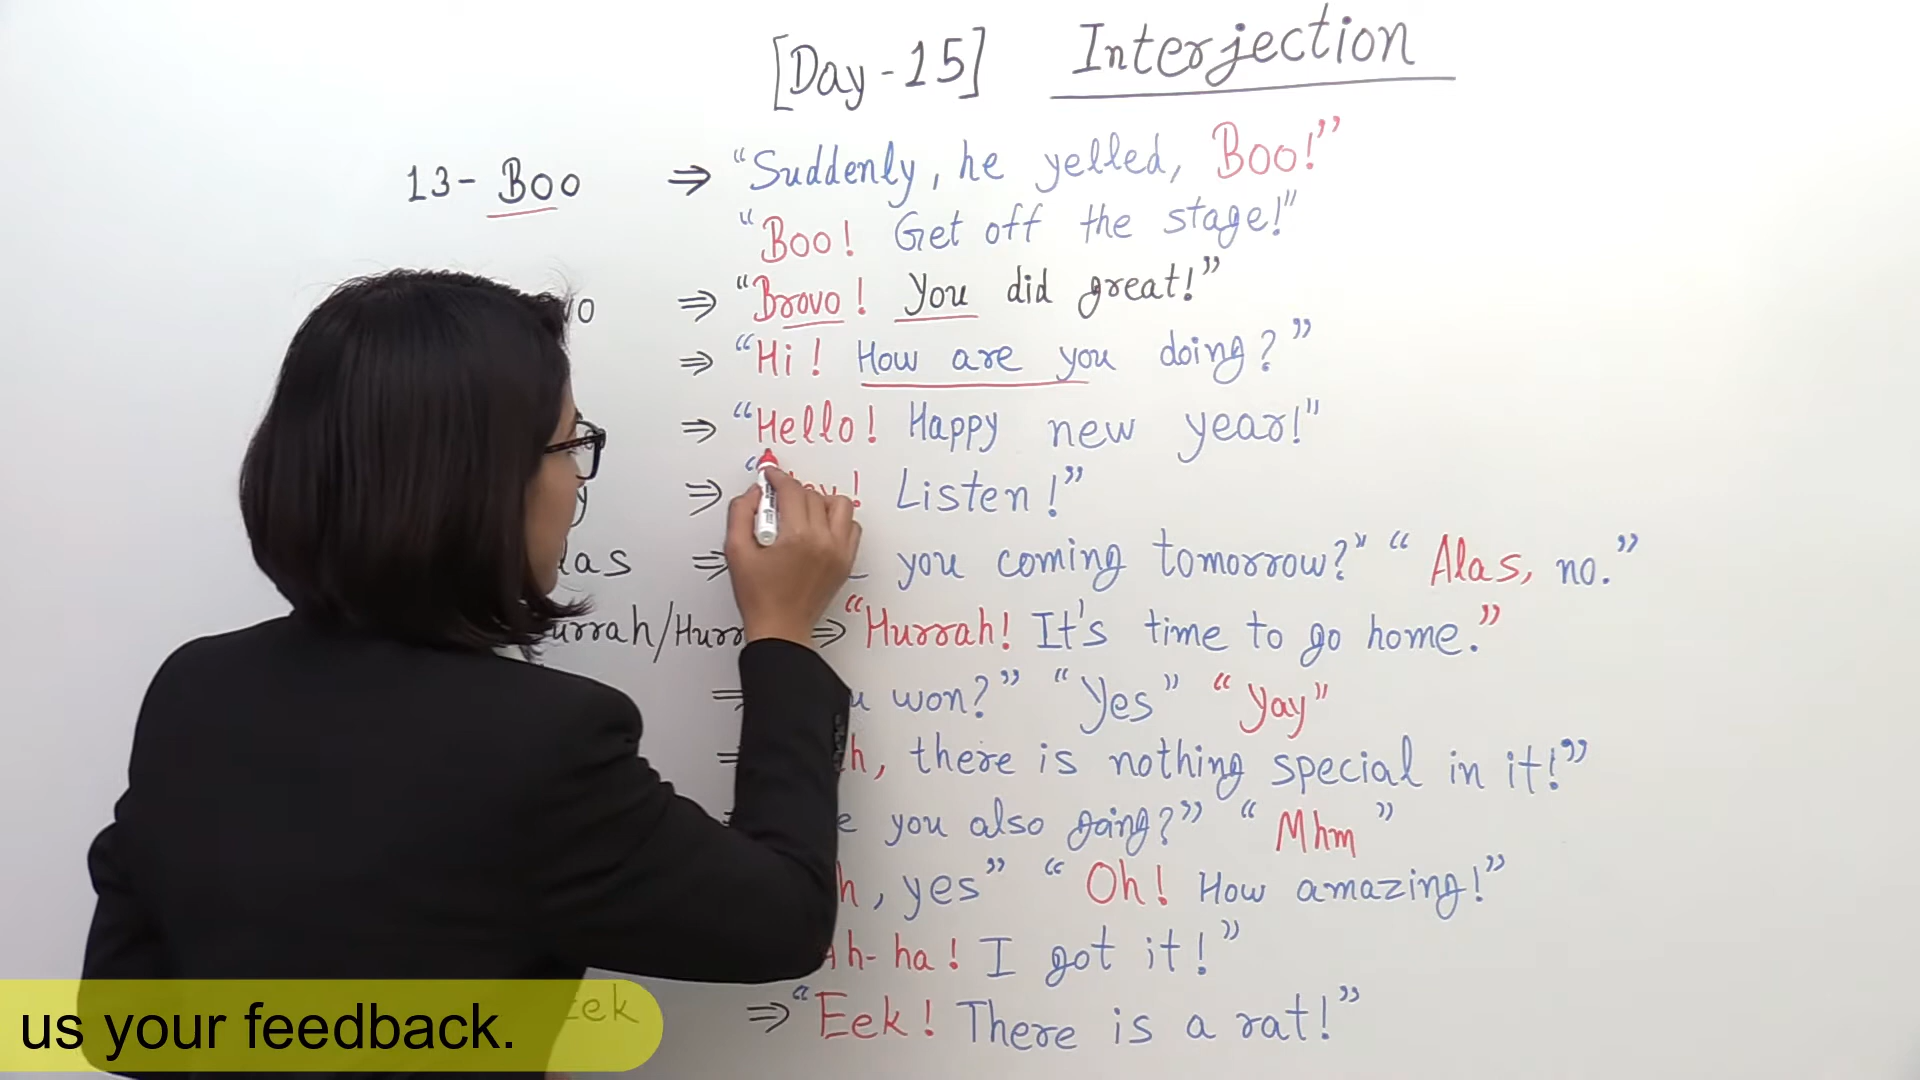 [Day-15] Interjection
13- Boo ⇒ “Suddenly, he yelled, Boo!”
“Boo! Get off the stage!”
⇒ “Bravo! You did great!”
⇒ “Hi! How are you doing?”
⇒ “Hello! Happy new year!”
⇒ “ ! Listen!”
⇒ you coming tomorrow?” “Alas, no.”
⇒ “Hurrah! It's time to go home.”
⇒ won?” “Yes” “Yay”
⇒ there is nothing special in it!”
you also going?” “Mhm”
yes” “Oh! How amazing!”
Ah-ha! I got it!”
Eek ⇒ “Eek! There is a rat!”
us your feedback.